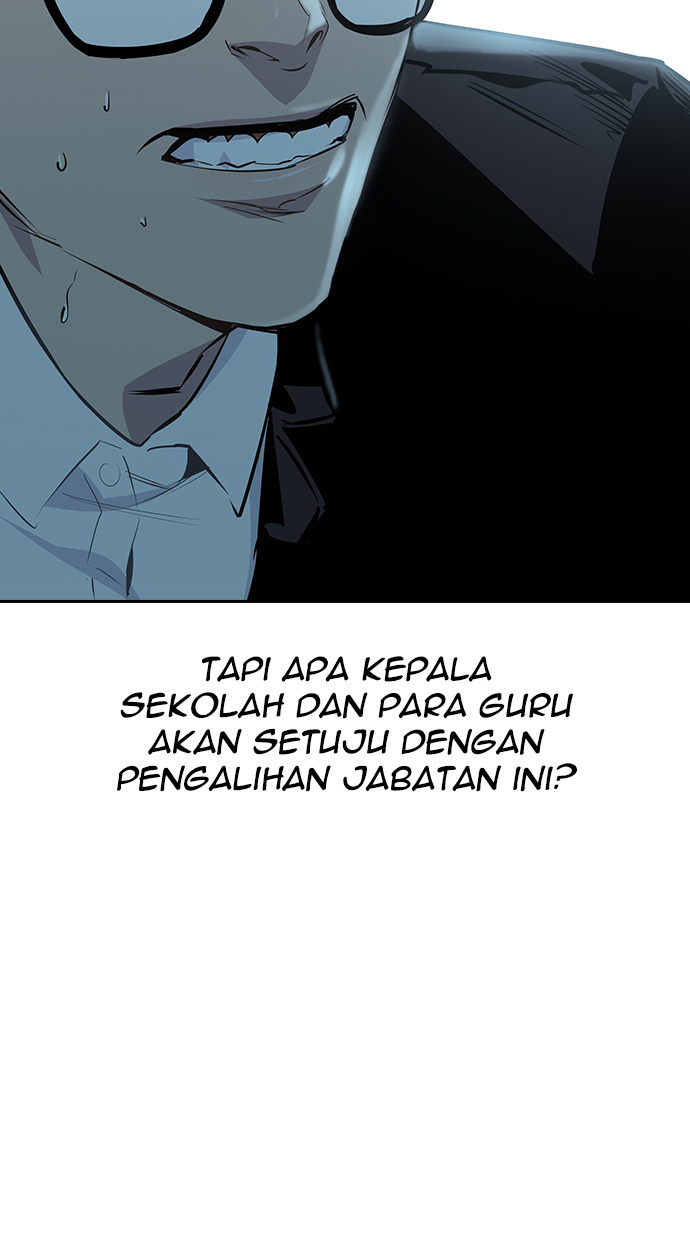 TAPI APA KEPALA
SEKOLAH DAN PARA GURU
AKAN SETUJU DENGAN
PENGALIHAN JABATAN INI?